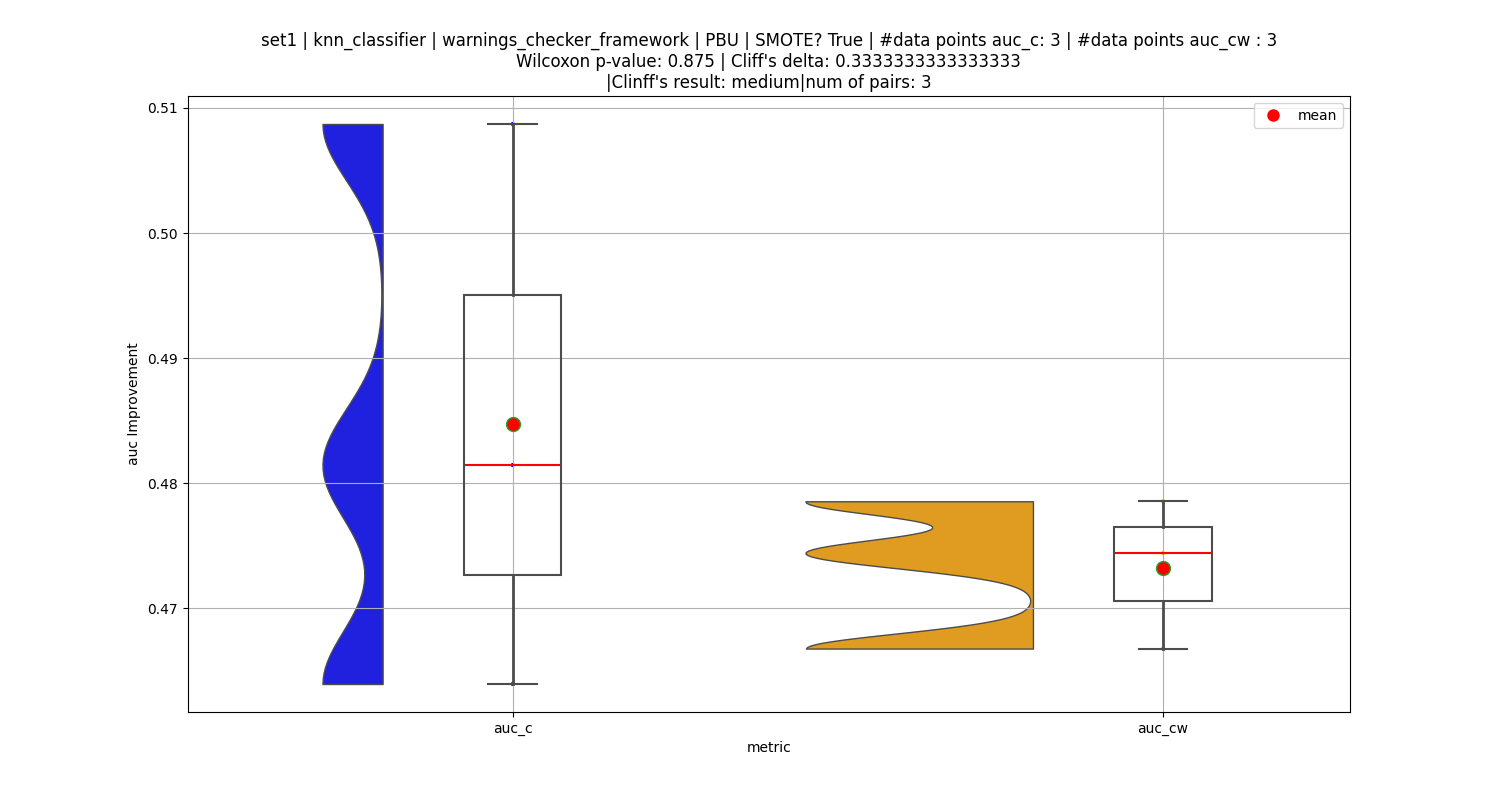 set1 | knn_classifier | warnings_checker_framework | PBU | SMOTE? True | #data points auc_c: 3 | #data points auc_cw : 3
Wilcoxon p-value: 0.875 | Cliff's delta: 0.3333333333333333
|Clinff's result: medium|num of pairs: 3
mean
0.51
0.50
0.49
0.48
0.47
auc Improvement
auc_c
auc_cw
metric